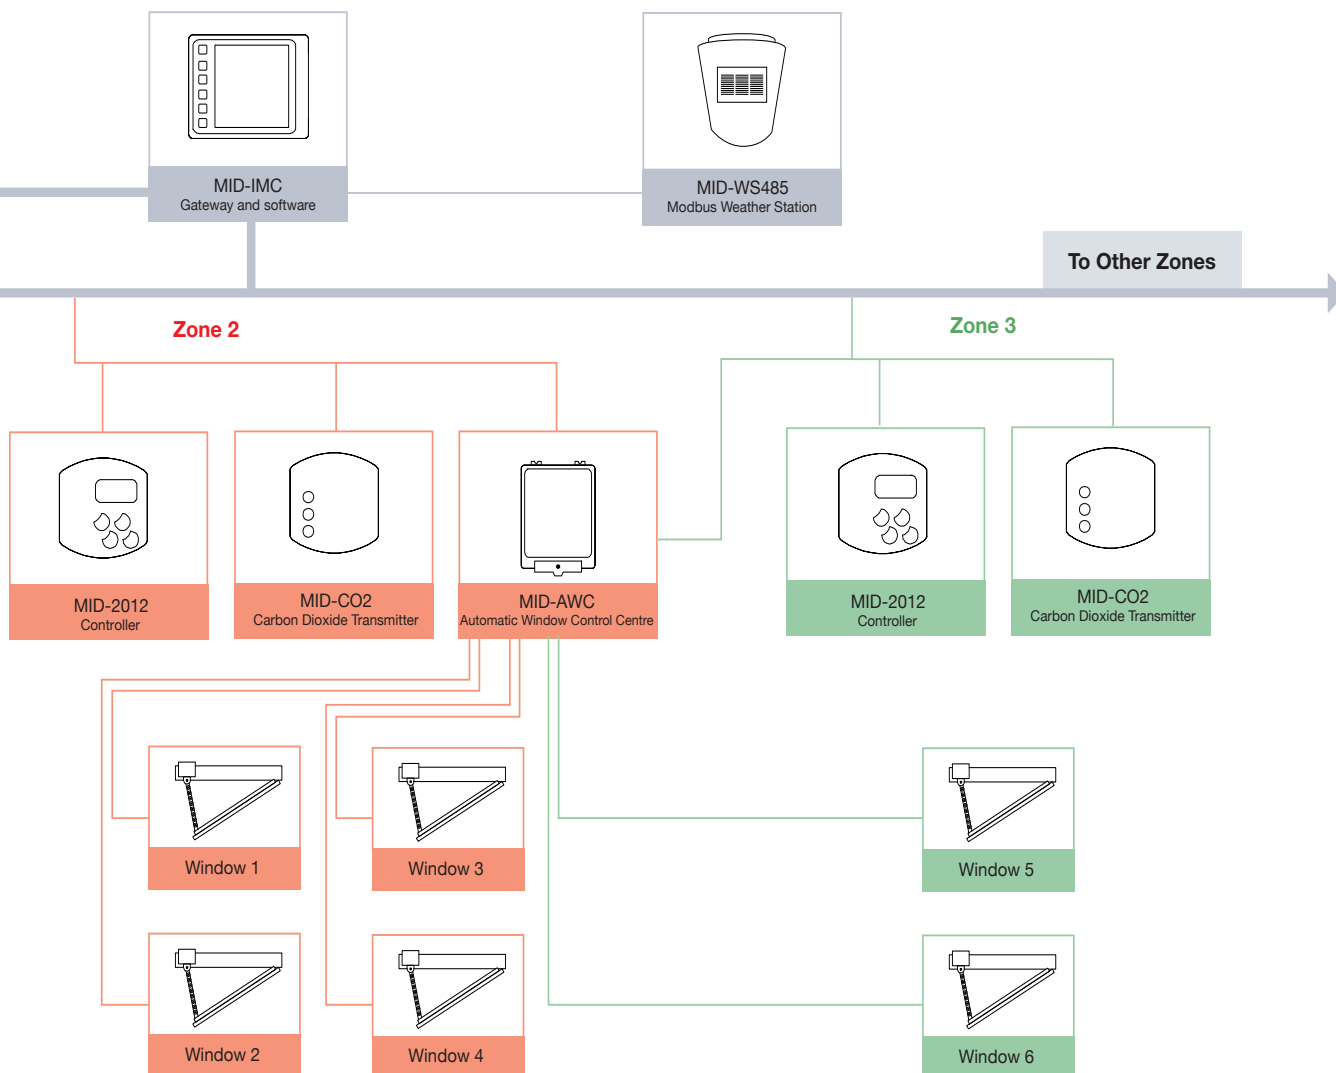 MID-IMC
Gateway and software
MID-WS485
Modbus Weather Station
To Other Zones
Zone 2
Zone 3
MID-2012
Controller
MID-CO2
Carbon Dioxide Transmitter
MID-AWC
Automatic Window Control Centre
MID-2012
Controller
MID-CO2
Carbon Dioxide Transmitter
Window 1
Window 3
Window 5
Window 2
Window 4
Window 6